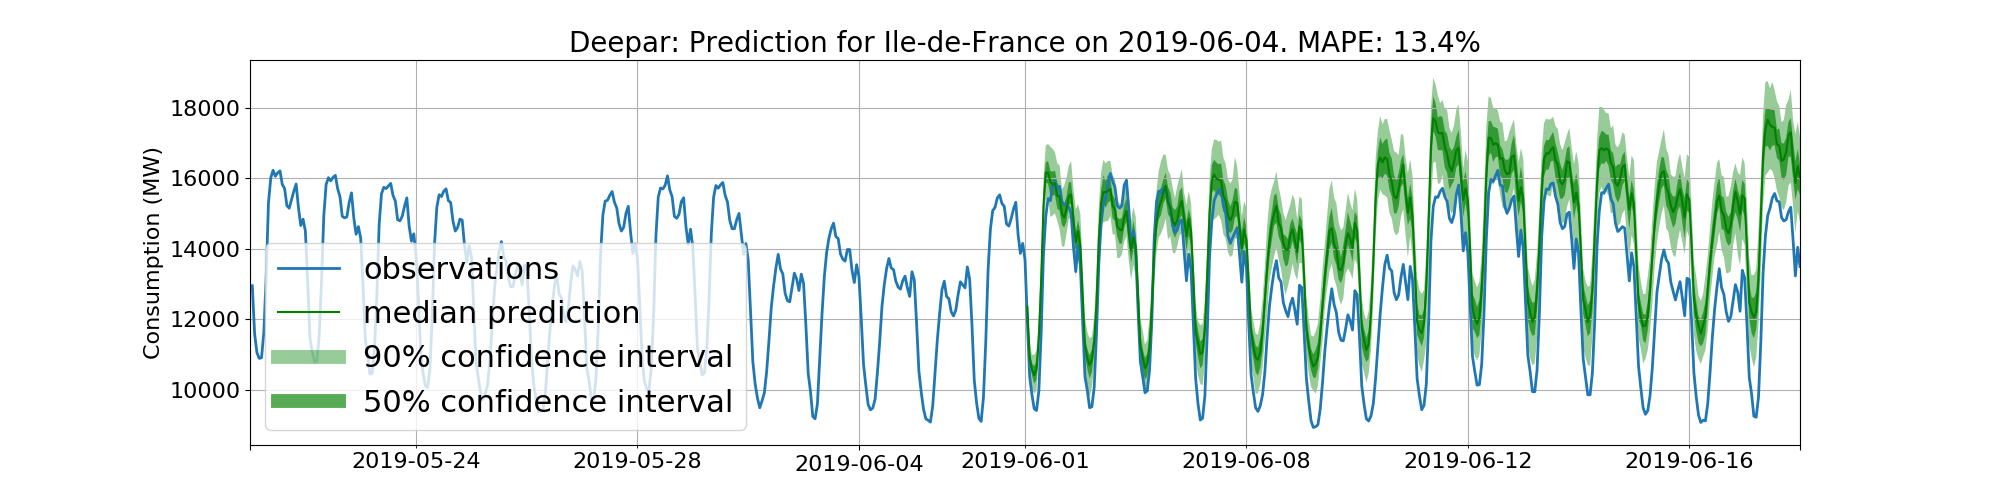 Deepar: Prediction for Ile-de-France on 2019-06-04. MAPE: 13.4%
Consumption (MW)
18000
16000
14000
12000
10000
observations
median prediction
90% confidence interval
50% confidence interval
2019-05-24 2019-05-28 2019-06-04 2019-06-01 2019-06-08 2019-06-12 2019-06-16